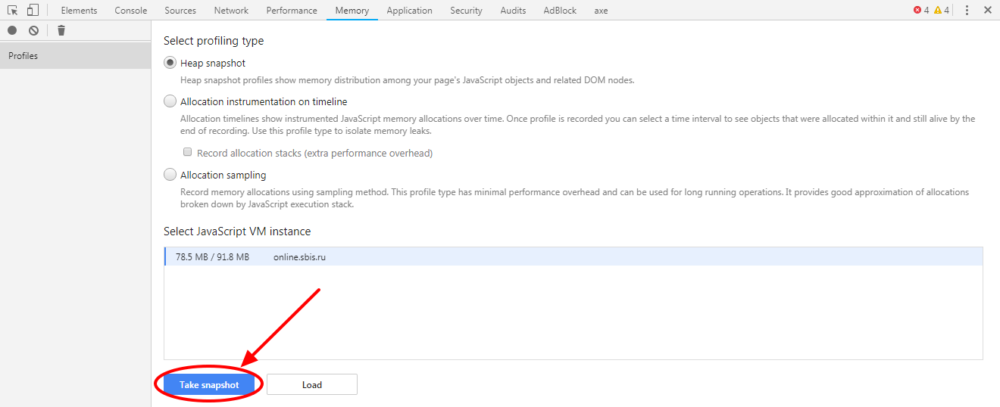 Elements Console Sources Network Performance Memory Application Security Audits AdBlock axe 4 4
Profiles
Select profiling type
Heap snapshot
Heap snapshot profiles show memory distribution among your page's JavaScript objects and related DOM nodes.
Allocation instrumentation on timeline
Allocation timelines show instrumented JavaScript memory allocations over time. Once profile is recorded you can select a time interval to see objects that were allocated within it and still alive by the
end of recording. Use this profile type to isolate memory leaks.
Record allocation stacks (extra performance overhead)
Allocation sampling
Record memory allocations using sampling method. This profile type has minimal performance overhead and can be used for long running operations. It provides good approximation of allocations
broken down by JavaScript execution stack.
Select JavaScript VM instance
78.5 MB / 91.8 MB online.sbis.ru
Take snapshot Load